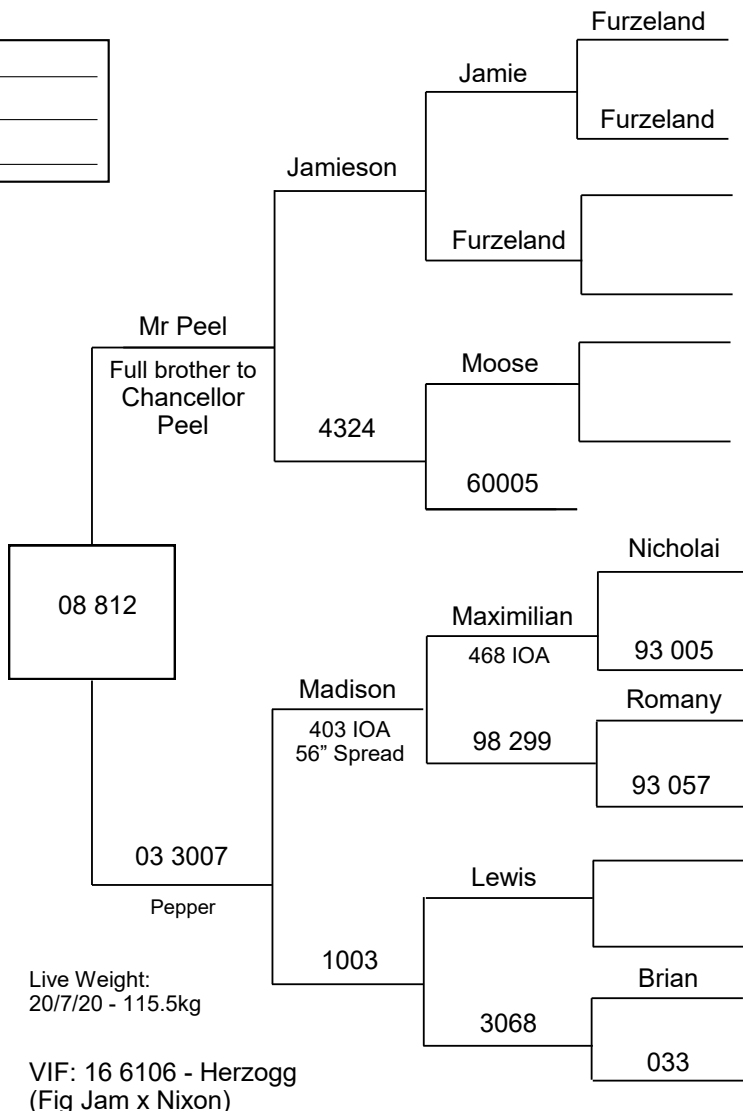 Furzeland
Jamie
Furzeland
Jamieson
Furzeland
Mr Peel
Full brother to
Chancellor
Peel
Moose
4324
60005
08 812
Nicholai
Maximilian
468 IOA
93 005
Madison
403 IOA
56” Spread
Romany
98 299
93 057
03 3007
Pepper
Lewis
1003
Brian
3068
033
Live Weight:
20/7/20 - 115.5kg
VIF: 16 6106 - Herzogg
(Fig Jam x Nixon)